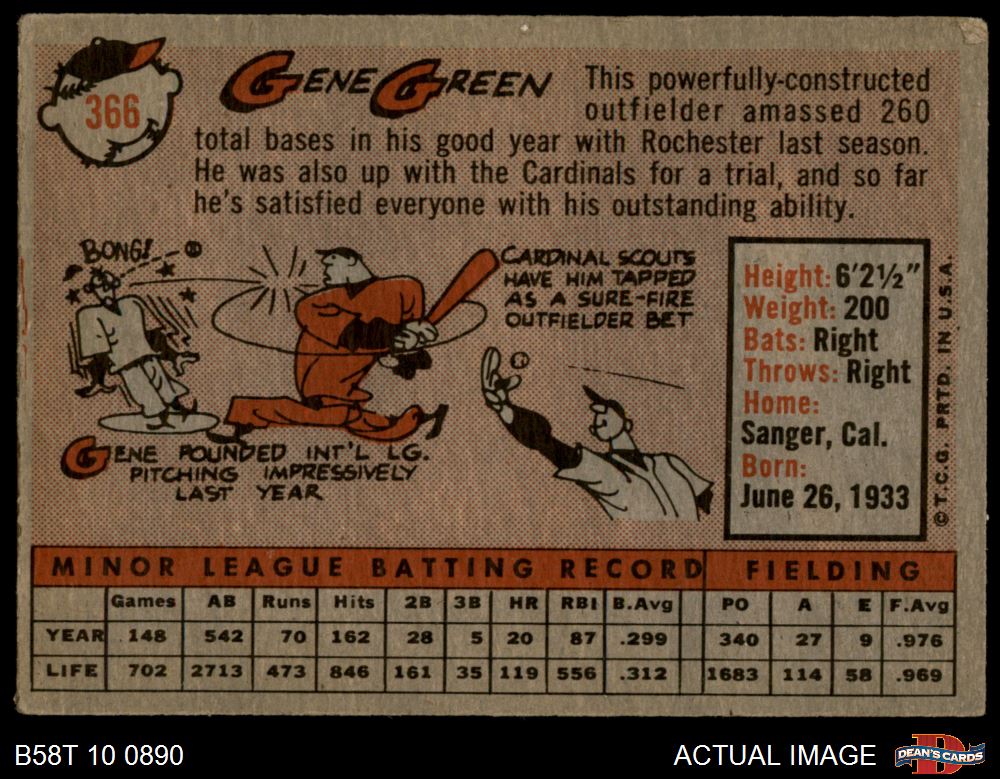 366
GENE GREEN
This powerfully-constructed
outfielder amassed 260
total bases in his good year with Rochester last season.
He was also up with the Cardinals for a trial, and so far
he's satisfied everyone with his outstanding ability.
BONG!
CARDINAL SCOUTS
HAVE HIM TAPPED
AS A SURE-FIRE
OUTFIELDER BET
GENE POUNDED INT'L LG.
PITCHING IMPRESSIVELY
LAST YEAR
Height: 6'2½"
Weight: 200
Bats: Right
Throws: Right
Home:
Sanger, Cal.
Born:
June 26, 1933
© T.C.G. PRTD. IN U.S.A.
MINOR LEAGUE BATTING RECORD FIELDING
Games AB Runs Hits 2B 3B HR RBI B.Avg PO A E F.Avg
YEAR 148 542 70 162 28 5 20 87 .299 340 27 9 .976
LIFE 702 2713 473 846 161 35 119 556 .312 1683 114 58 .969
B58T 10 0890
ACTUAL IMAGE
DEAN'S CARDS